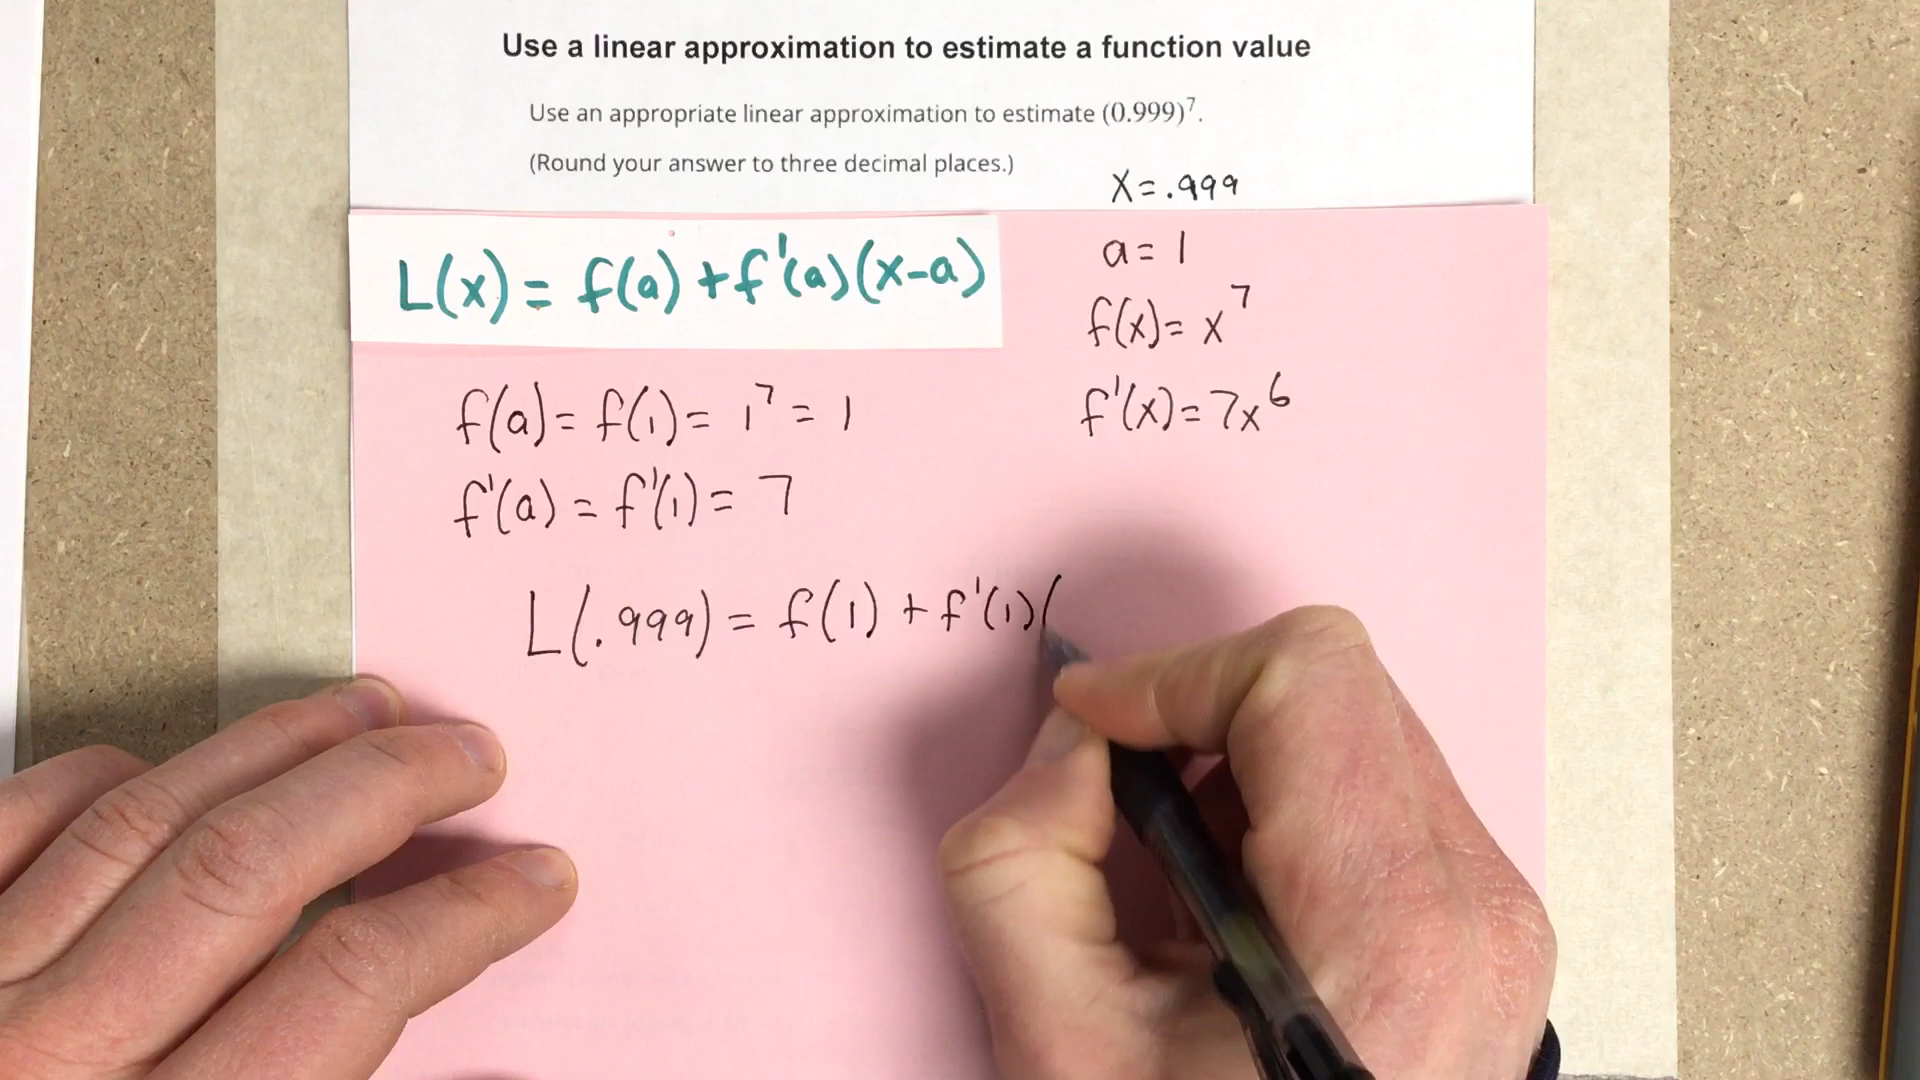 Use a linear approximation to estimate a function value
Use an appropriate linear approximation to estimate (0.999)⁷.
(Round your answer to three decimal places.)
x = .999
L(x) = f(a) + f'(a)(x-a)
a = 1
f(x) = x⁷
f'(x) = 7x⁶
f(a) = f(1) = 1⁷ = 1
f'(a) = f'(1) = 7
L(.999) = f(1) + f'(1)(